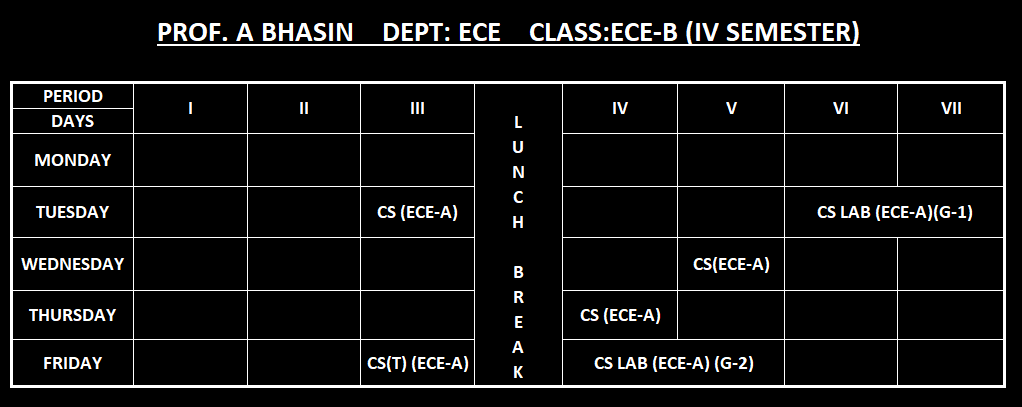 PROF. A BHASIN DEPT: ECE CLASS:ECE-B (IV SEMESTER)
PERIOD I II III IV V VI VII
DAYS
LUNCH BREAK
MONDAY
TUESDAY CS (ECE-A) CS LAB (ECE-A)(G-1)
WEDNESDAY CS(ECE-A)
THURSDAY CS (ECE-A)
FRIDAY CS(T) (ECE-A) CS LAB (ECE-A) (G-2)